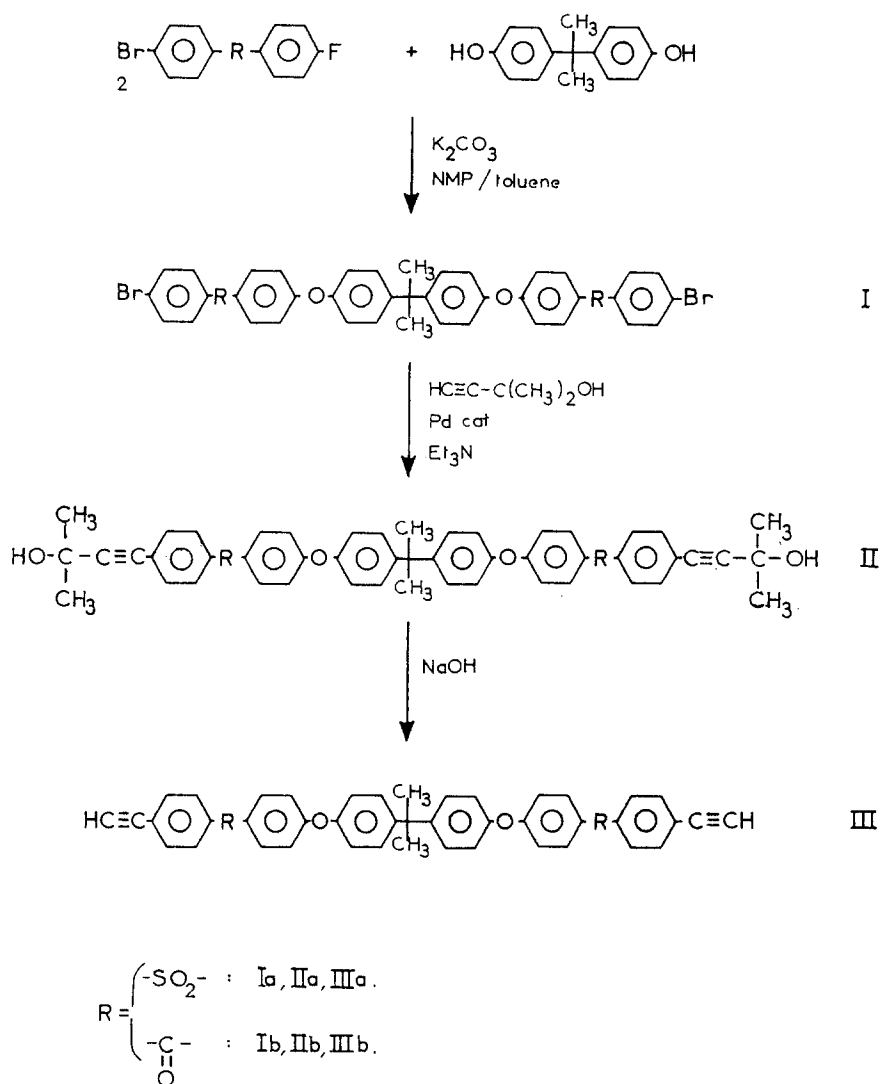 Br R F + HO CH3 CH3 OH
2
K2CO3
NMP / toluene
Br R O CH3 CH3 O R Br I
HC≡C-C(CH3)2OH
Pd cat
Et3N
CH3 HO-C-C≡C CH3 R O CH3 CH3 O R C≡C-C-OH CH3 CH3 II
NaOH
HC≡C R O CH3 CH3 O R C≡CH III
R = -SO2- : Ia, IIa, IIIa.
-C- : Ib, IIb, IIIb.
O